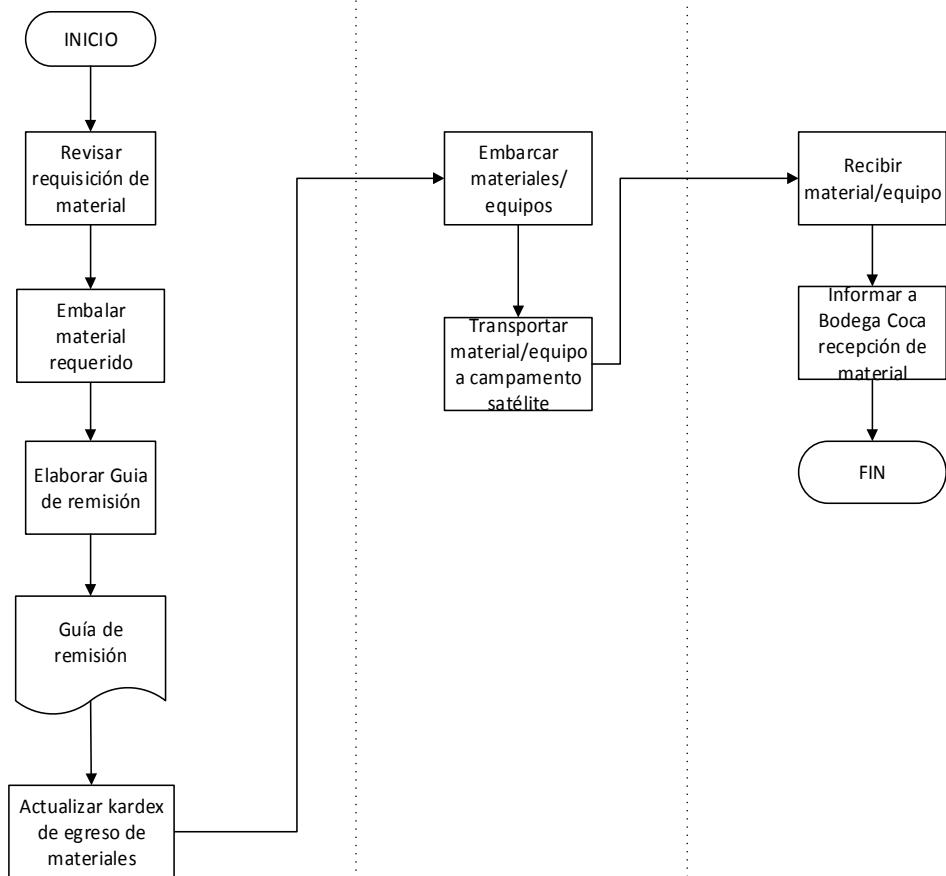 INICIO
Revisar
requisición de
material
Embalar
material
requerido
Elaborar Guia
de remisión
Guía de
remisión
Actualizar kardex
de egreso de
materiales
Embarcar
materiales/
equipos
Transportar
material/equipo
a campamento
satélite
Recibir
material/equipo
Informar a
Bodega Coca
recepción de
material
FIN